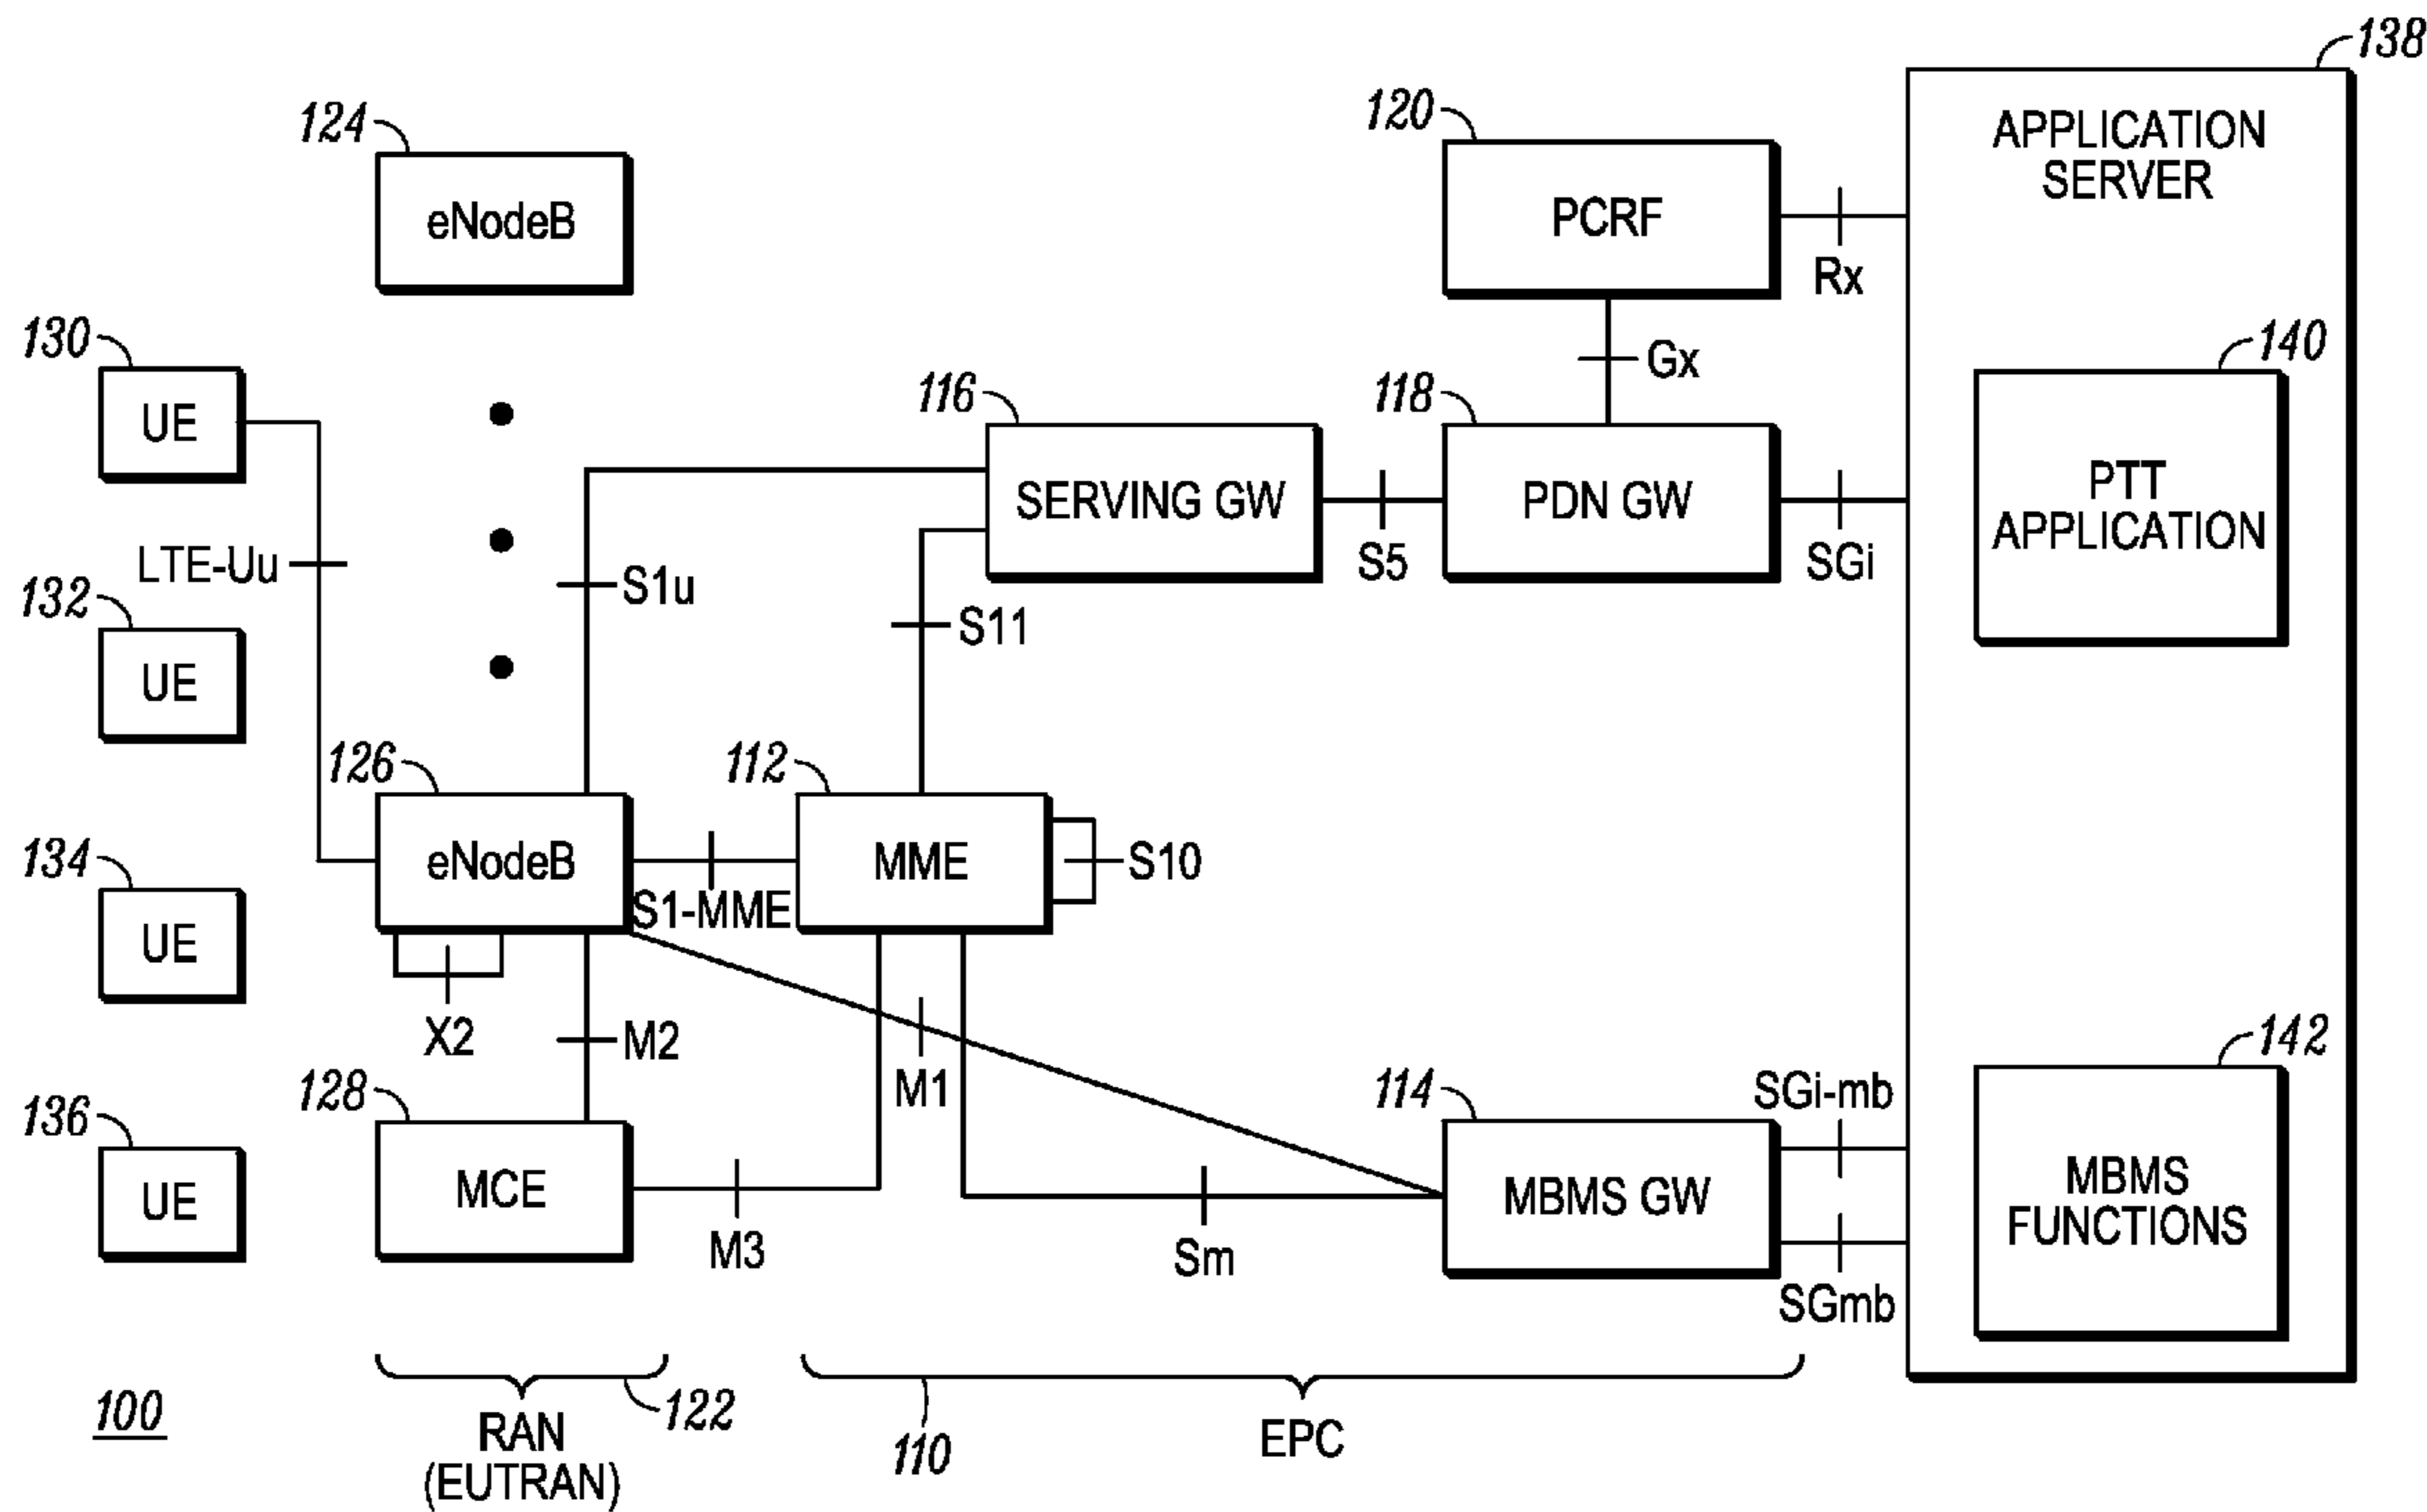 138
124
120
APPLICATION
SERVER
eNodeB
PCRF
Rx
130
140
Gx
116
118
UE
SERVING GW
PDN GW
PTT
APPLICATION
LTE-Uu
S1u
S5
SGi
132
S11
UE
126
112
134
eNodeB
MME
S10
S1-MME
UE
X2
M2
142
128
M1
114
SGi-mb
136
MCE
MBMS GW
MBMS
FUNCTIONS
UE
M3
Sm
SGmb
100
122
RAN
(EUTRAN)
110
EPC